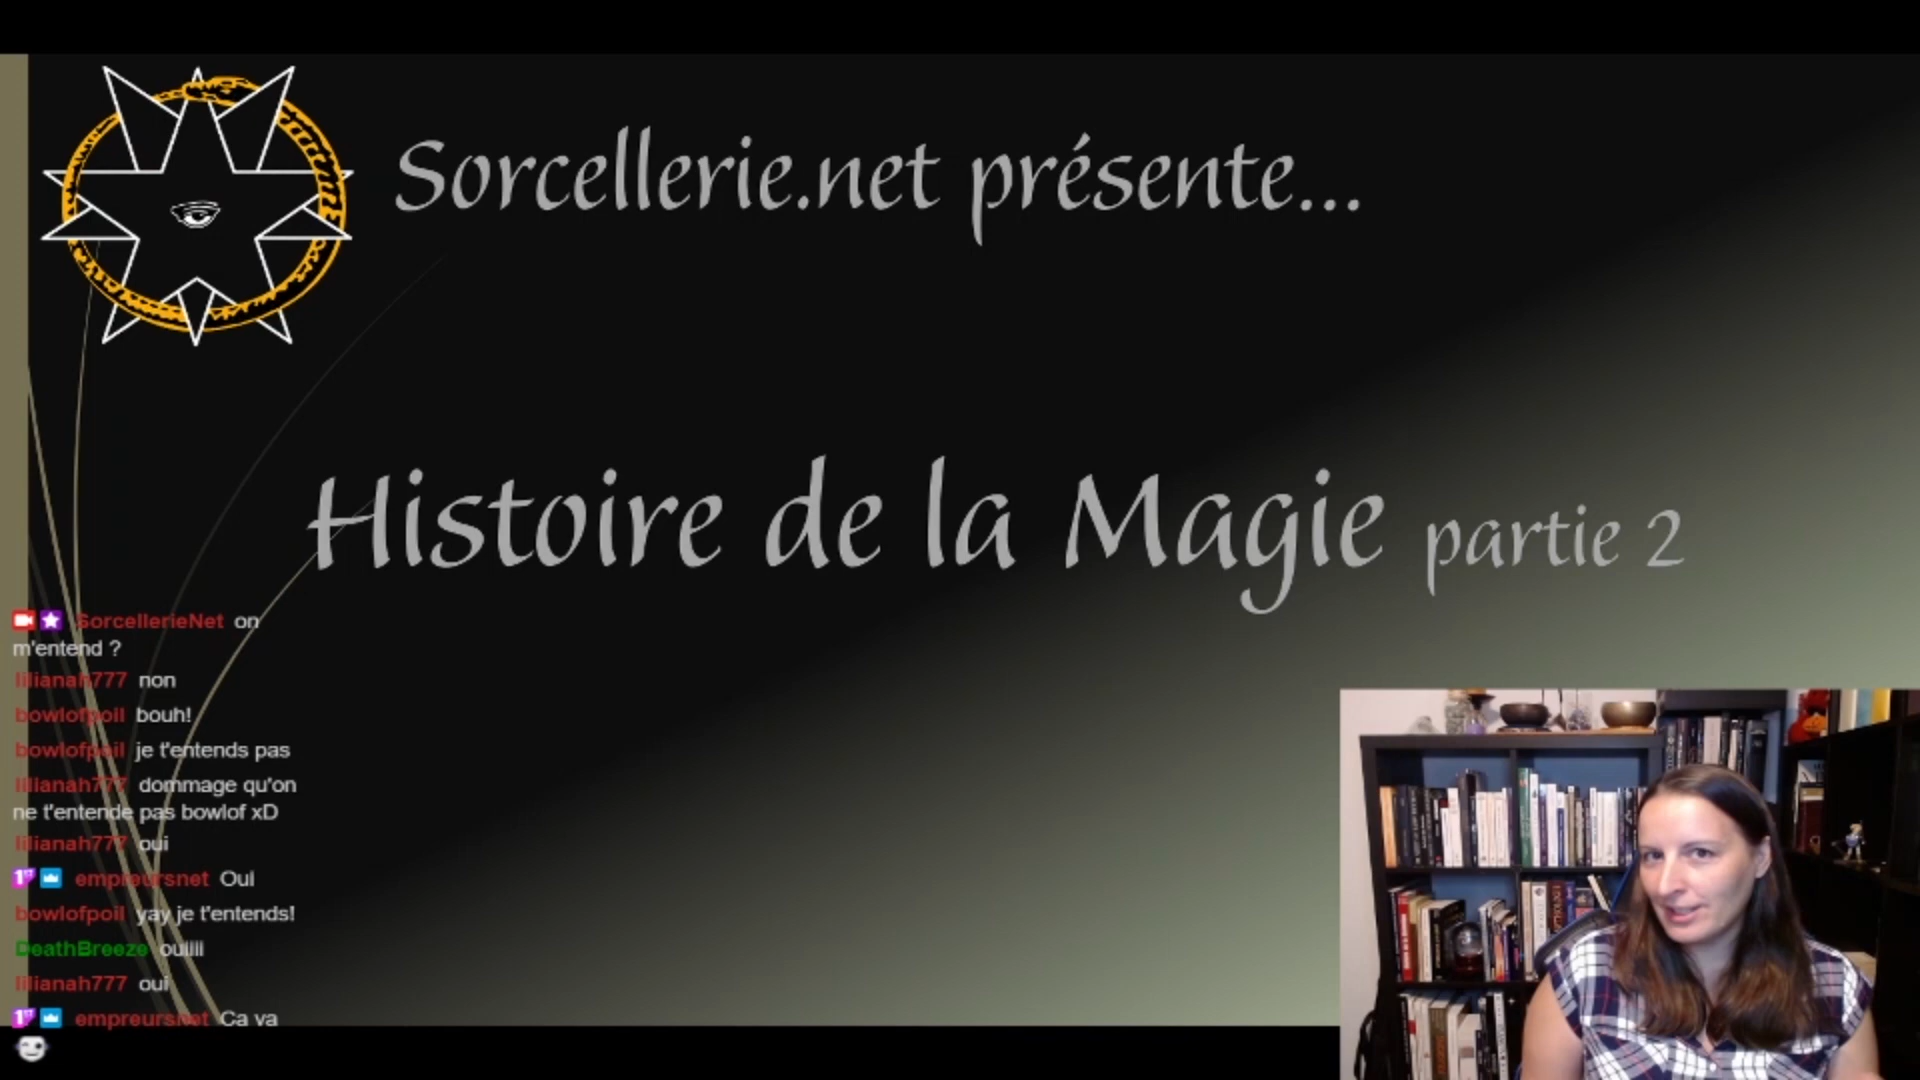 Sorcellerie.net présente...
Histoire de la Magie partie 2
SorcellerieNet on
m'entend ?
lilianah777 non
bowlofpoil bouh!
bowlofpoil je t'entends pas
lilianah777 dommage qu'on
ne t'entende pas bowlof xD
lilianah777 oui
empreursnet Oui
bowlofpoil yay je t'entends!
DeathBreeze ouiiii
lilianah777 oui
empreursnet Ca va